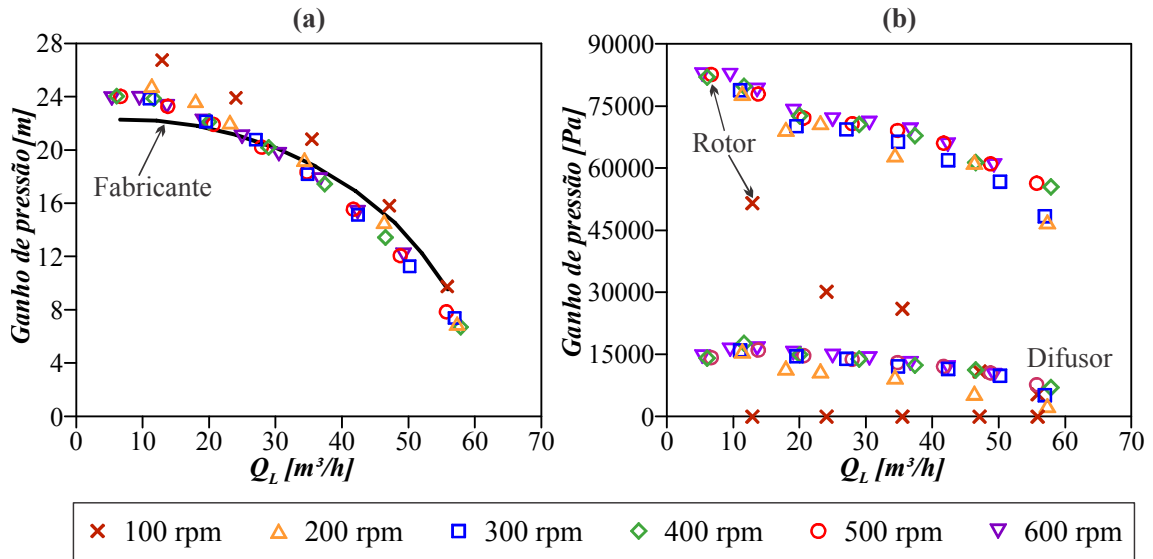 (a)
28
24
20
16
12
8
4
0
Ganho de pressão [m]
Fabricante
0 10 20 30 40 50 60 70
Q_L [m³/h]
(b)
90000
75000
60000
45000
30000
15000
0
Ganho de pressão [Pa]
Rotor
Difusor
0 10 20 30 40 50 60 70
Q_L [m³/h]
100 rpm 200 rpm 300 rpm 400 rpm 500 rpm 600 rpm